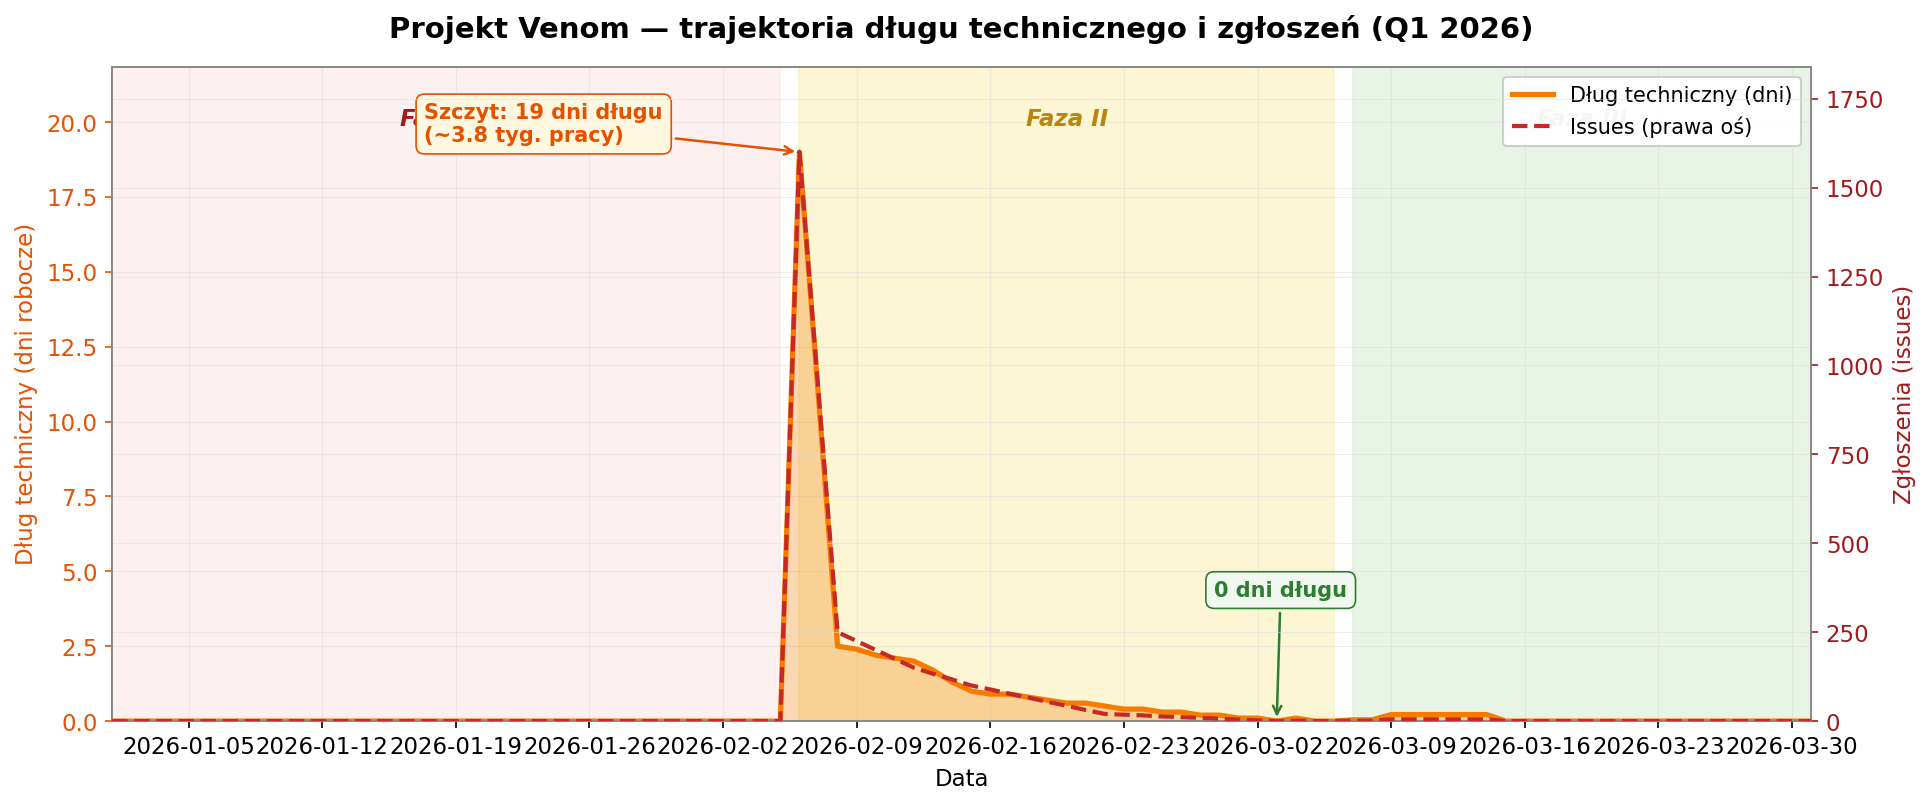 Projekt Venom — trajektoria długu technicznego i zgłoszeń (Q1 2026)
Szczyt: 19 dni długu
(~3.8 tyg. pracy)
Faza II
Dług techniczny (dni)
Issues (prawa oś)
0 dni długu
Dług techniczny (dni robocze)
20.0
17.5
15.0
12.5
10.0
7.5
5.0
2.5
0.0
1750
1500
1250
1000
750
500
250
0
Zgłoszenia (issues)
2026-01-05 2026-01-12 2026-01-19 2026-01-26 2026-02-02 2026-02-09 2026-02-16 2026-02-23 2026-03-02 2026-03-09 2026-03-16 2026-03-23 2026-03-30
Data